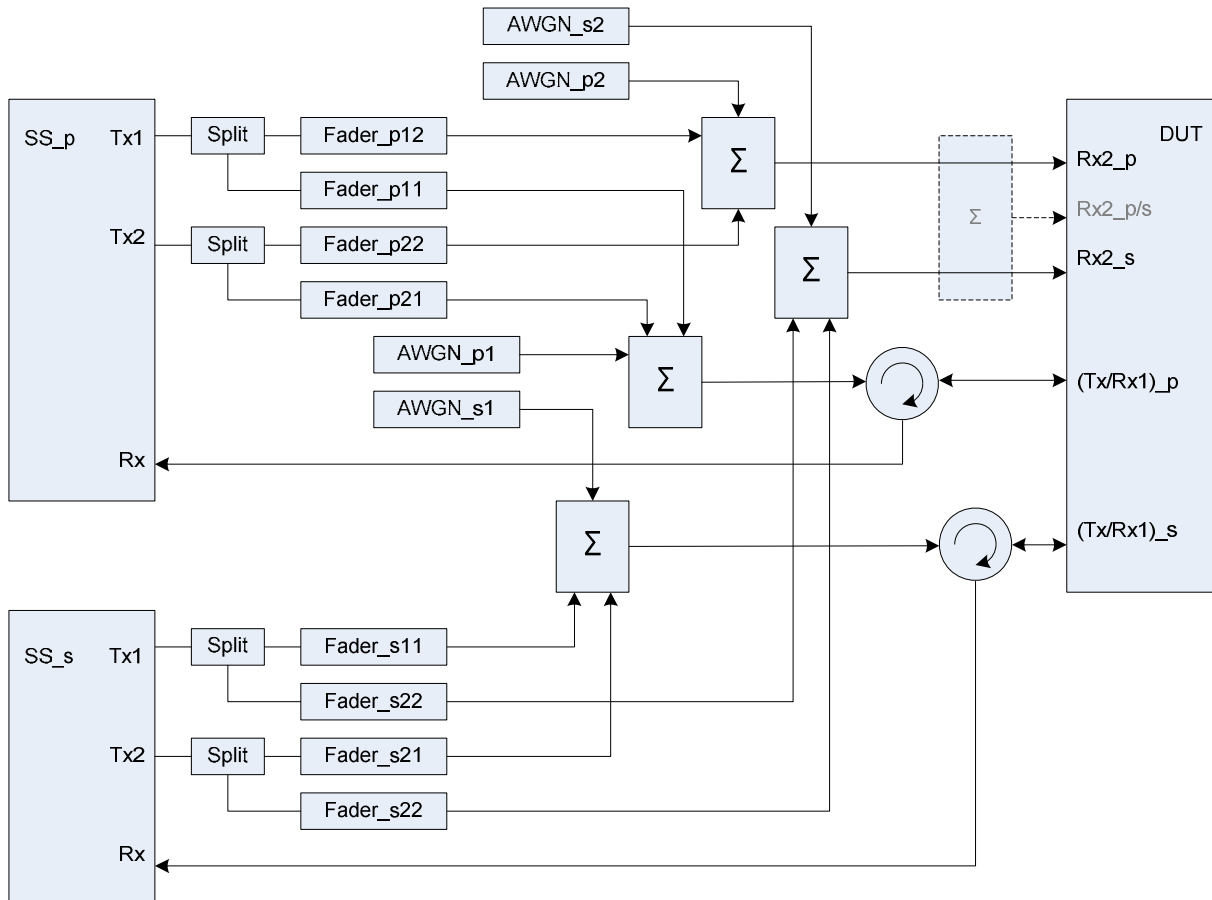 AWGN_s2
AWGN_p2
SS_p
Tx1
Split
Fader_p12
Σ
DUT
Rx2_p
Fader_p11
Σ
Rx2_p/s
Tx2
Split
Fader_p22
Σ
Rx2_s
Fader_p21
AWGN_p1
Σ
(Tx/Rx1)_p
AWGN_s1
Rx
Σ
(Tx/Rx1)_s
SS_s
Tx1
Split
Fader_s11
Fader_s22
Tx2
Split
Fader_s21
Fader_s22
Rx